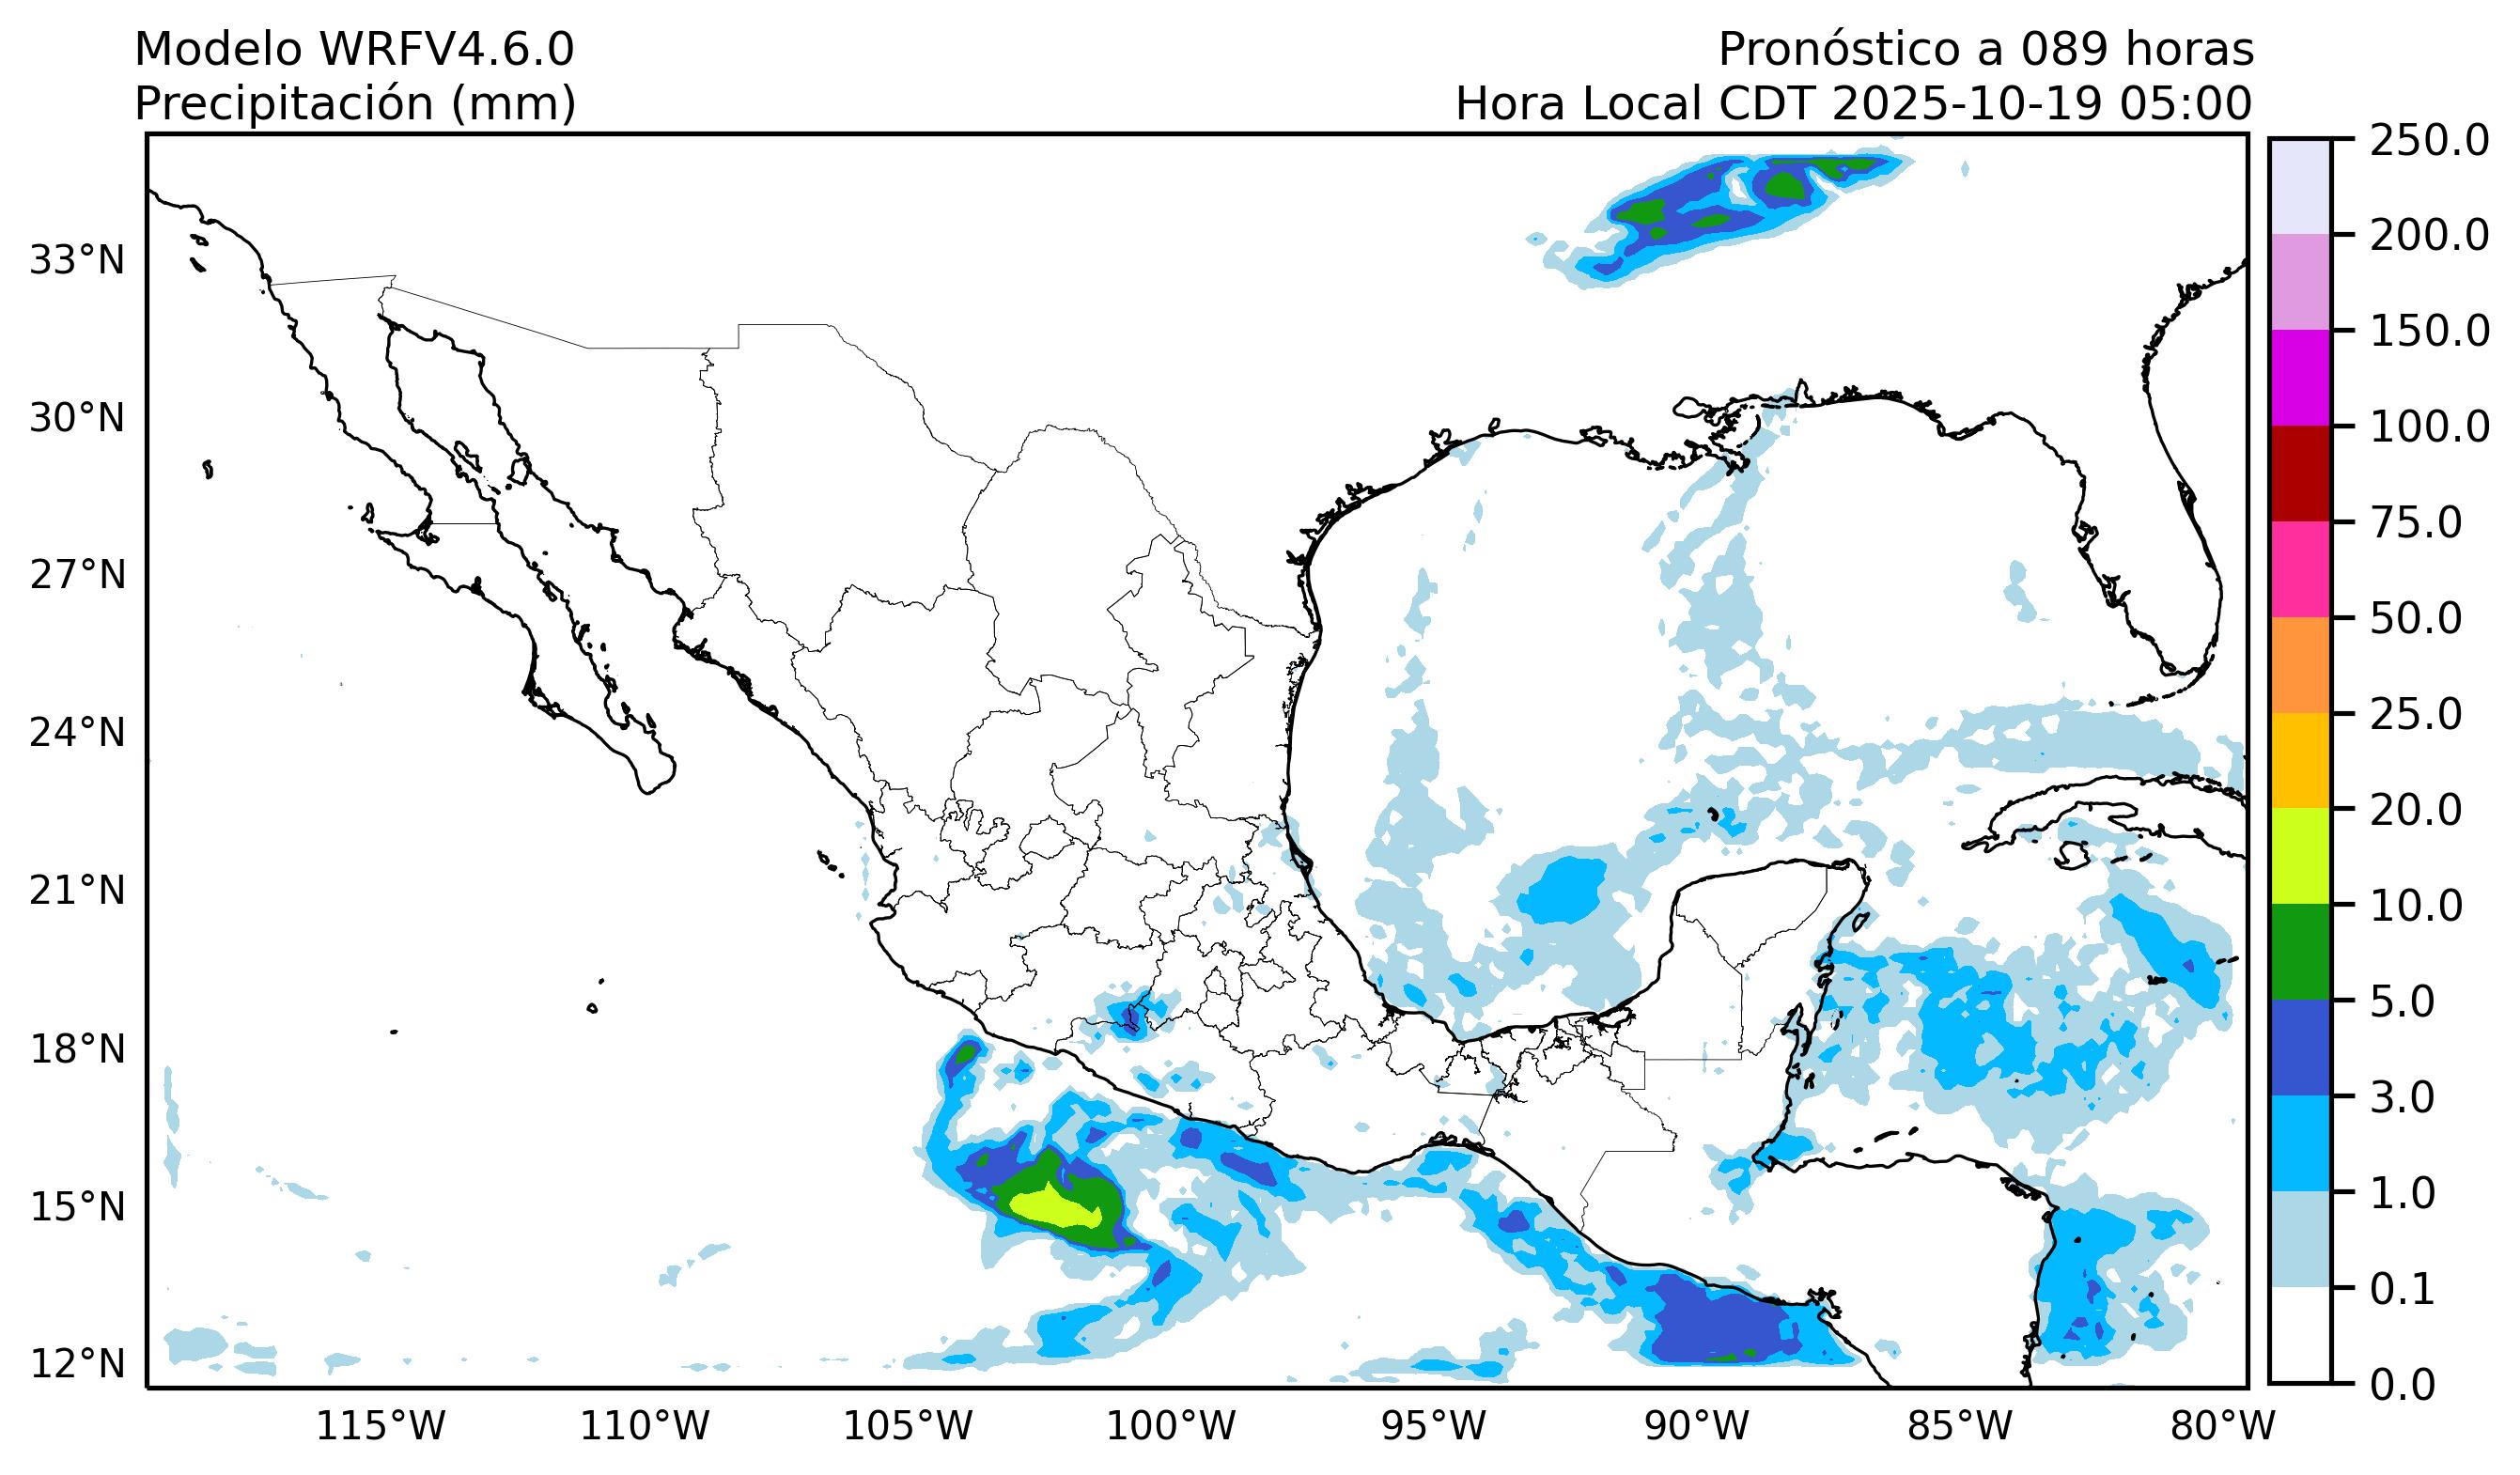 Modelo WRFV4.6.0
Precipitación (mm)
Pronóstico a 089 horas
Hora Local CDT 2025-10-19 05:00
33°N
30°N
27°N
24°N
21°N
18°N
15°N
12°N
115°W
110°W
105°W
100°W
95°W
90°W
85°W
80°W
250.0
200.0
150.0
100.0
75.0
50.0
25.0
20.0
10.0
5.0
3.0
1.0
0.1
0.0